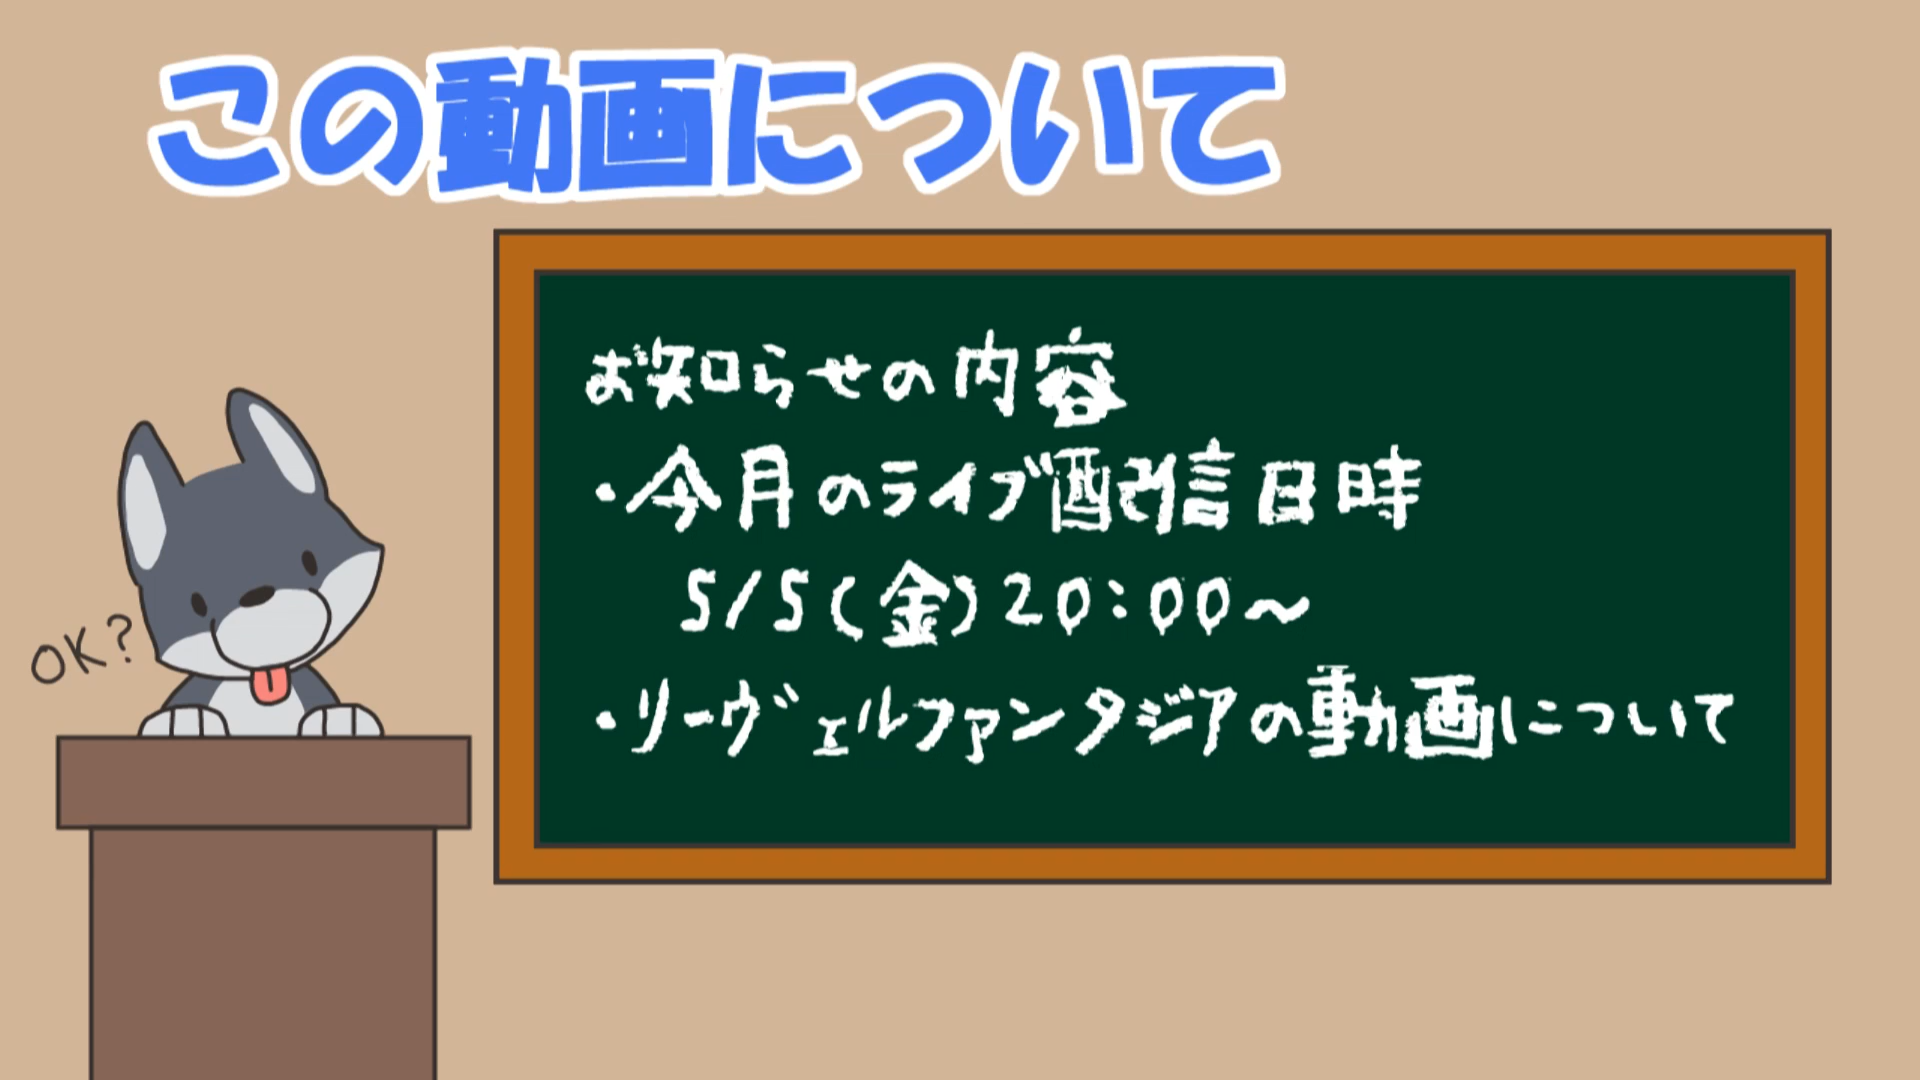 この動画について
お知らせの内容
・今月のライブ配信日時
5/5(金)20:00～
・リーヴェルファンタジアの動画について
OK?